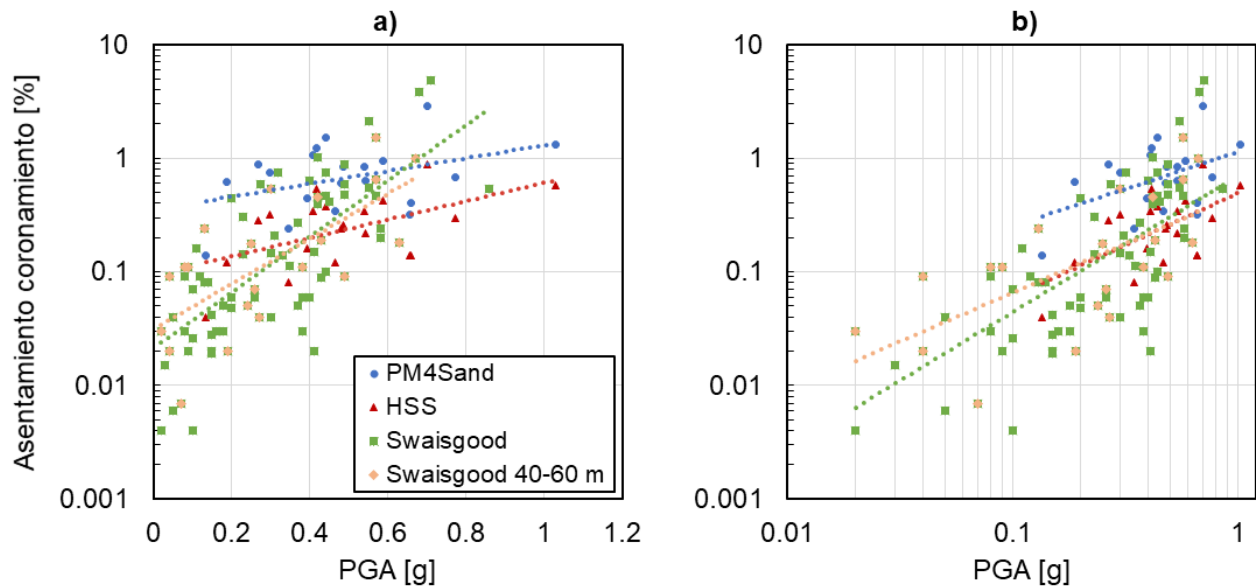 a)
b)
Asentamiento coronamiento [%]
10
1
0.1
0.01
0.001
0 0.2 0.4 0.6 0.8 1 1.2
PGA [g]
PM4Sand
HSS
Swaisgood
Swaisgood 40-60 m
10
1
0.1
0.01
0.001
0.01 0.1 1
PGA [g]